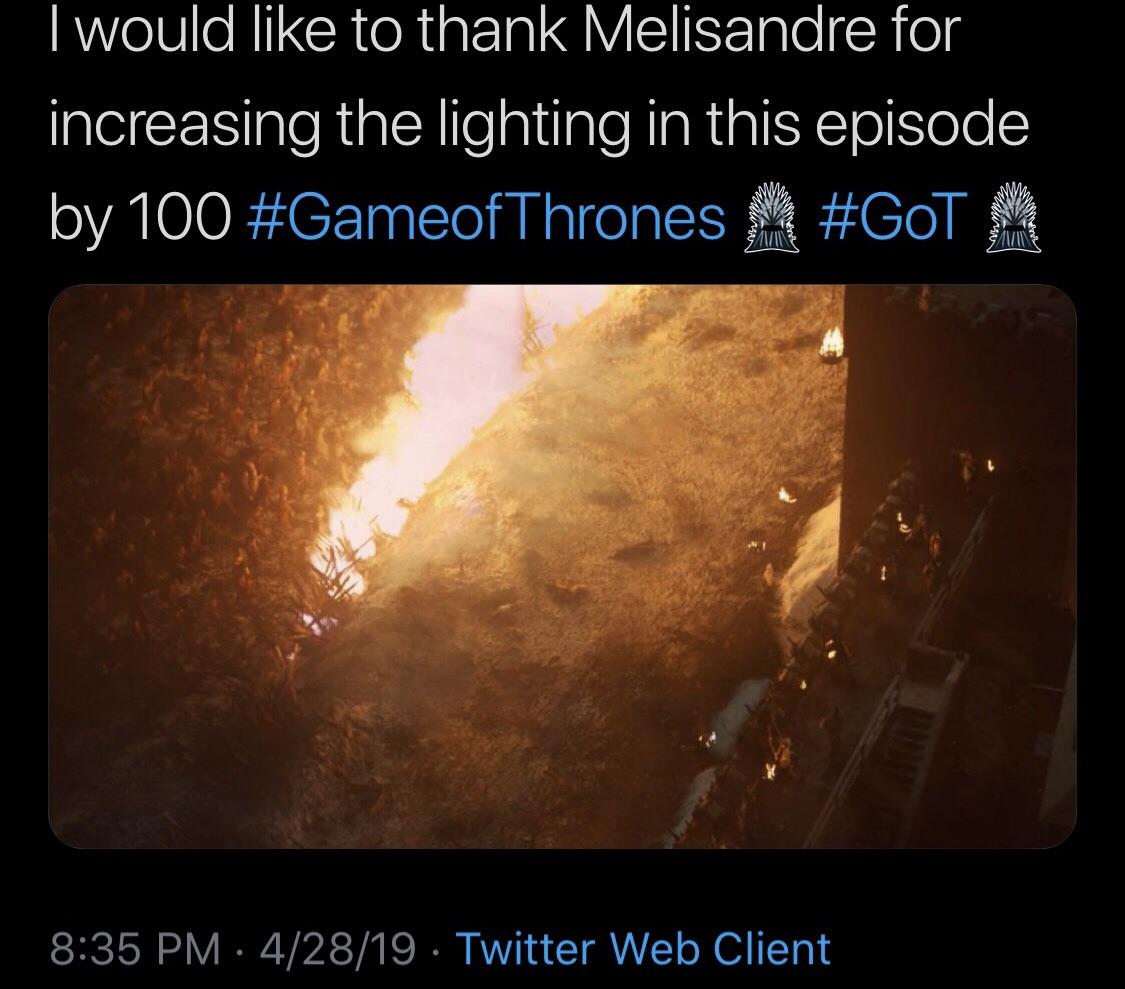 I would like to thank Melisandre for
increasing the lighting in this episode
by 100 #GameofThrones #GoT
8:35 PM · 4/28/19 · Twitter Web Client